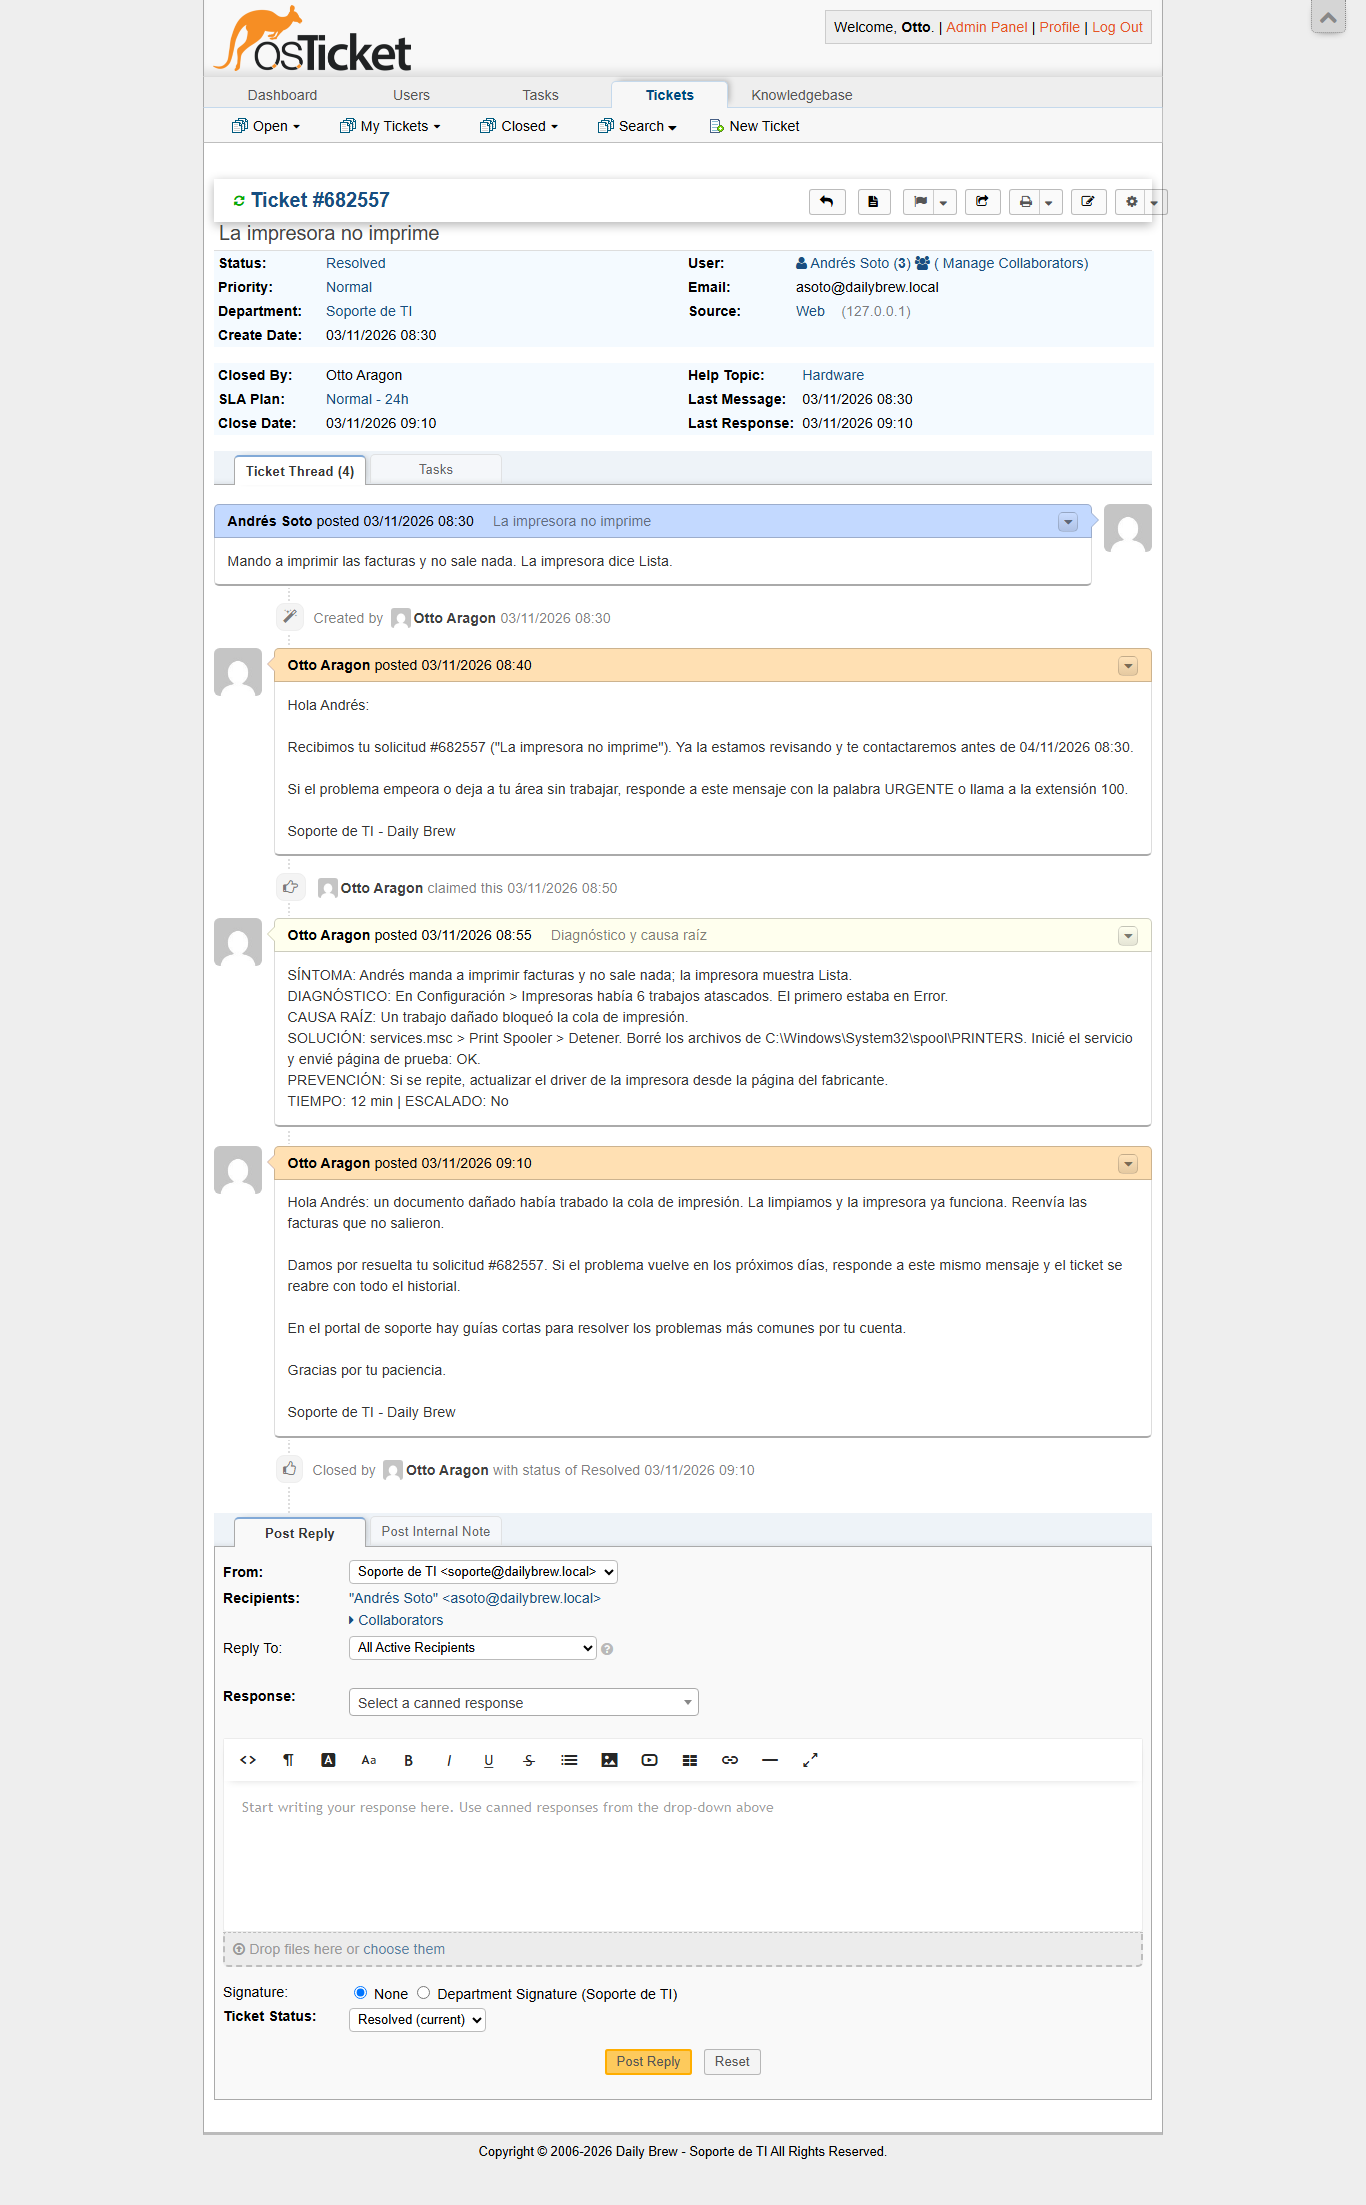 osTicket
Welcome, Otto. | Admin Panel | Profile | Log Out
Dashboard Users Tasks Tickets Knowledgebase
Open My Tickets Closed Search New Ticket
Ticket #682557
La impresora no imprime
Status: Resolved User: Andrés Soto (3) ( Manage Collaborators)
Priority: Normal Email: asoto@dailybrew.local
Department: Soporte de TI Source: Web (127.0.0.1)
Create Date: 03/11/2026 08:30
Closed By: Otto Aragon Help Topic: Hardware
SLA Plan: Normal - 24h Last Message: 03/11/2026 08:30
Close Date: 03/11/2026 09:10 Last Response: 03/11/2026 09:10
Ticket Thread (4) Tasks
Andrés Soto posted 03/11/2026 08:30 La impresora no imprime
Mando a imprimir las facturas y no sale nada. La impresora dice Lista.
Created by Otto Aragon 03/11/2026 08:30
Otto Aragon posted 03/11/2026 08:40
Hola Andrés:
Recibimos tu solicitud #682557 ("La impresora no imprime"). Ya la estamos revisando y te contactaremos antes de 04/11/2026 08:30.
Si el problema empeora o deja a tu área sin trabajar, responde a este mensaje con la palabra URGENTE o llama a la extensión 100.
Soporte de TI - Daily Brew
Otto Aragon claimed this 03/11/2026 08:50
Otto Aragon posted 03/11/2026 08:55 Diagnóstico y causa raíz
SÍNTOMA: Andrés manda a imprimir facturas y no sale nada; la impresora muestra Lista.
DIAGNÓSTICO: En Configuración > Impresoras había 6 trabajos atascados. El primero estaba en Error.
CAUSA RAÍZ: Un trabajo dañado bloqueó la cola de impresión.
SOLUCIÓN: services.msc > Print Spooler > Detener. Borré los archivos de C:\Windows\System32\spool\PRINTERS. Inicié el servicio
y envié página de prueba: OK.
PREVENCIÓN: Si se repite, actualizar el driver de la impresora desde la página del fabricante.
TIEMPO: 12 min | ESCALADO: No
Otto Aragon posted 03/11/2026 09:10
Hola Andrés: un documento dañado había trabado la cola de impresión. La limpiamos y la impresora ya funciona. Reenvía las
facturas que no salieron.
Damos por resuelta tu solicitud #682557. Si el problema vuelve en los próximos días, responde a este mismo mensaje y el ticket se
reabre con todo el historial.
En el portal de soporte hay guías cortas para resolver los problemas más comunes por tu cuenta.
Gracias por tu paciencia.
Soporte de TI - Daily Brew
Closed by Otto Aragon with status of Resolved 03/11/2026 09:10
Post Reply Post Internal Note
From: Soporte de TI <soporte@dailybrew.local>
Recipients: "Andrés Soto" <asoto@dailybrew.local>
Collaborators
Reply To: All Active Recipients
Response: Select a canned response
Start writing your response here. Use canned responses from the drop-down above
Drop files here or choose them
Signature: None Department Signature (Soporte de TI)
Ticket Status: Resolved (current)
Post Reply Reset
Copyright © 2006-2026 Daily Brew - Soporte de TI All Rights Reserved.